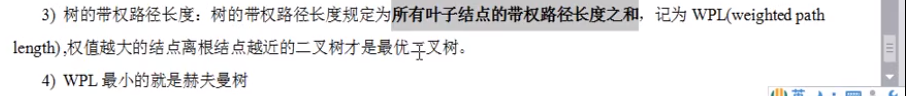 3) 树的带权路径长度：树的带权路径长度规定为所有叶子结点的带权路径长度之和，记为 WPL(weighted path
length) ,权值越大的结点离根结点越近的二叉树才是最优二叉树。
4) WPL 最小的就是赫夫曼树
英